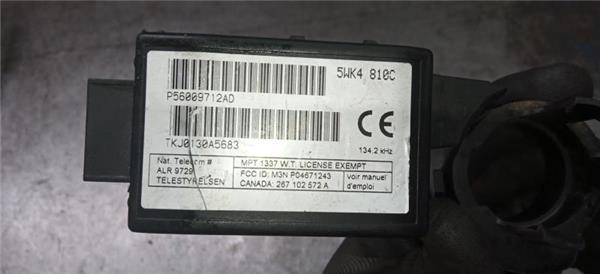 5WK4 810C
P56009712AD
TKJ0130A5683
134.2 kHz
Nat. Telecom #
ALR 9729
TELESTYRELSEN
MPT 1337 W.T. LICENSE EXEMPT
FCC ID: M3N P04671243
CANADA: 267 102 572 A
voir manuel
d'emploi